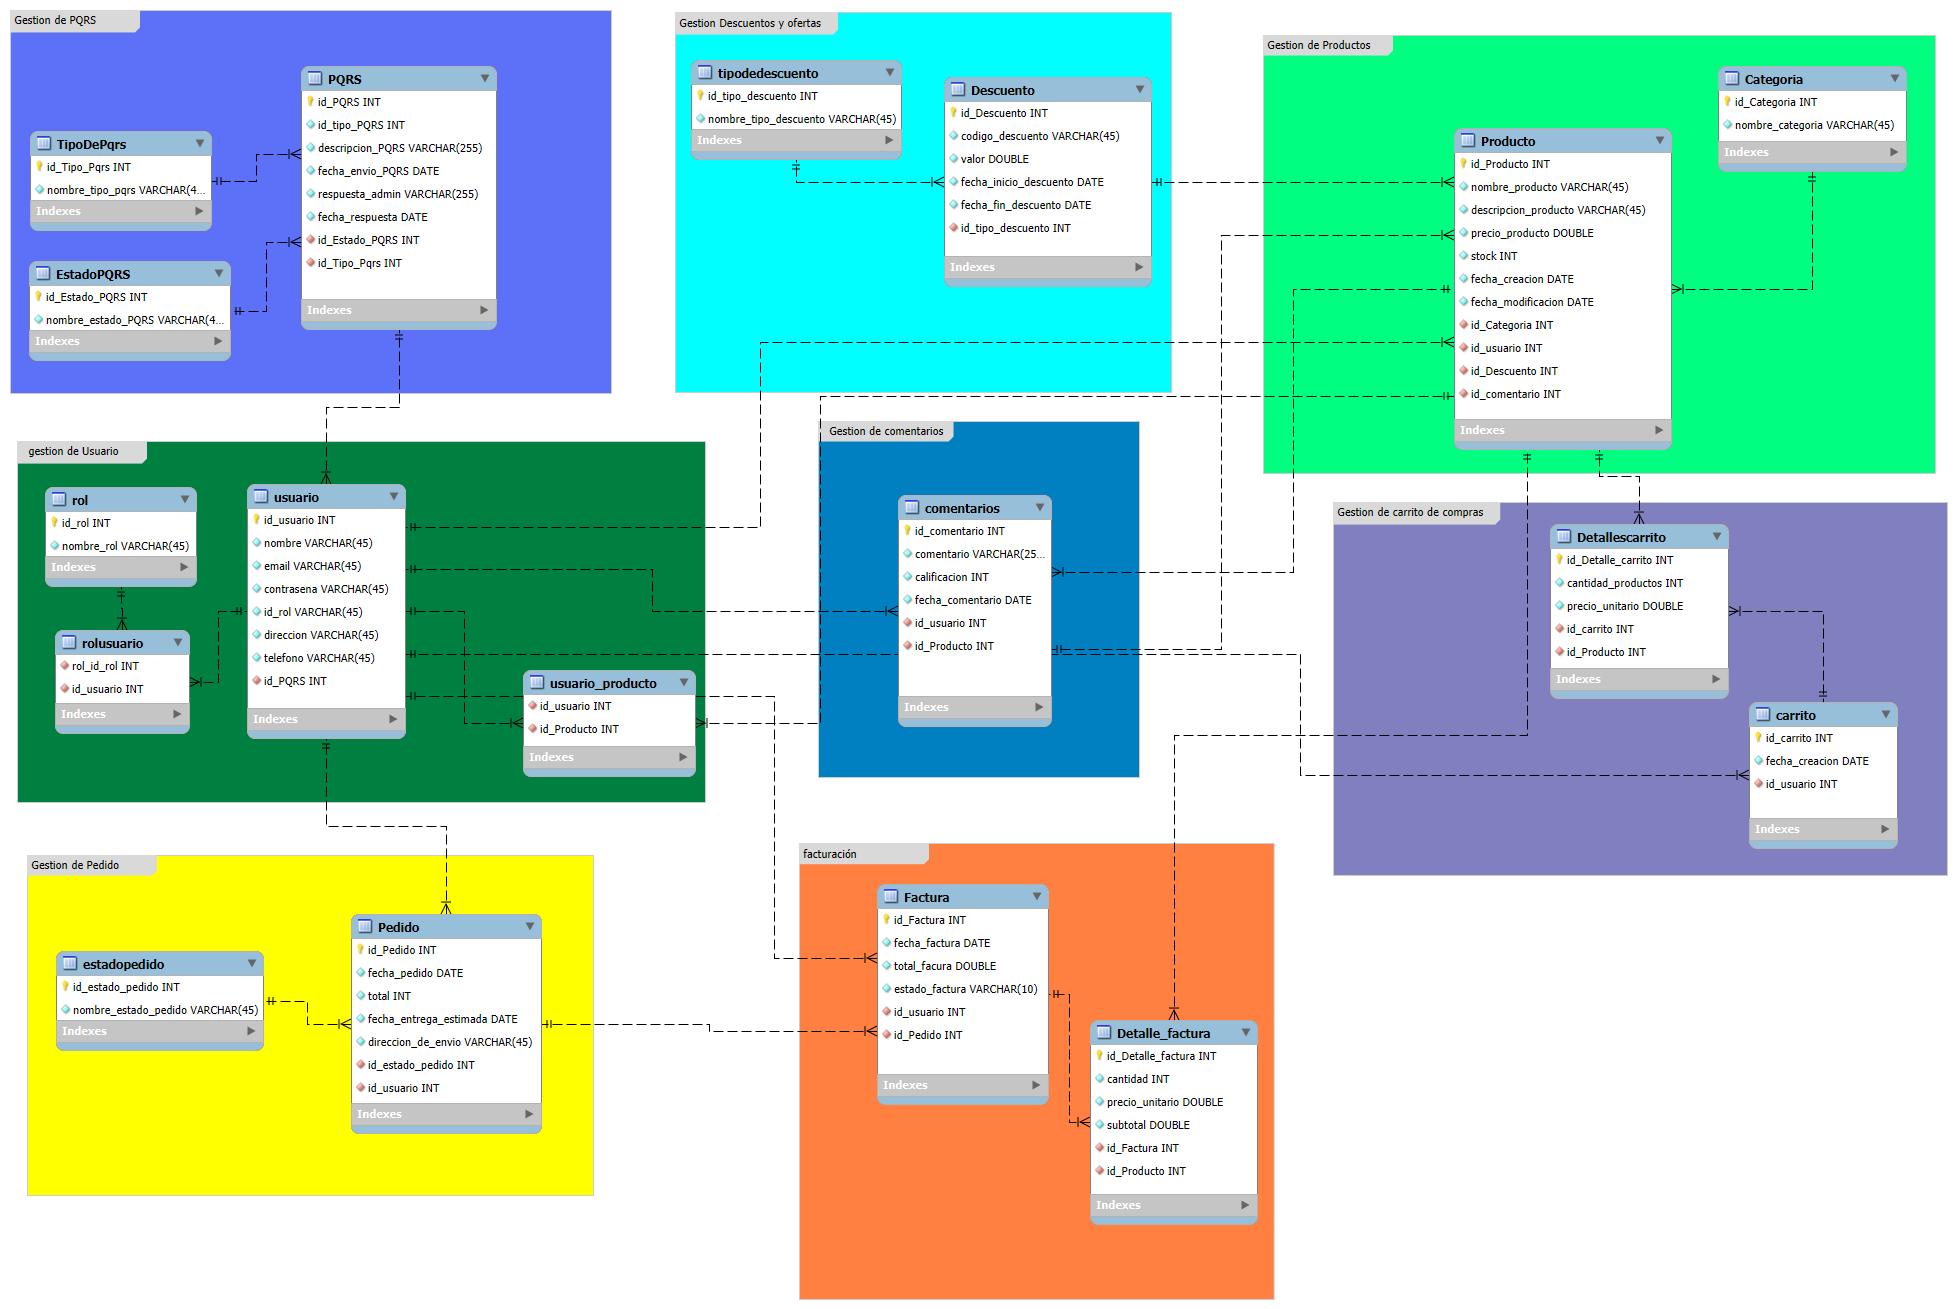 Gestion de PQRS
PQRS
id_PQRS INT
id_tipo_PQRS INT
descripcion_PQRS VARCHAR(255)
fecha_envio_PQRS DATE
respuesta_admin VARCHAR(255)
fecha_respuesta DATE
id_Estado_PQRS INT
id_Tipo_Pqrs INT
Indexes
TipoDePqrs
id_Tipo_Pqrs INT
nombre_tipo_pqrs VARCHAR(4...
Indexes
EstadoPQRS
id_Estado_PQRS INT
nombre_estado_PQRS VARCHAR(4...
Indexes
Gestion Descuentos y ofertas
tipodedescuento
id_tipo_descuento INT
nombre_tipo_descuento VARCHAR(45)
Indexes
Descuento
id_Descuento INT
codigo_descuento VARCHAR(45)
valor DOUBLE
fecha_inicio_descuento DATE
fecha_fin_descuento DATE
id_tipo_descuento INT
Indexes
Gestion de Productos
Categoria
id_Categoria INT
nombre_categoria VARCHAR(45)
Indexes
Producto
id_Producto INT
nombre_producto VARCHAR(45)
descripcion_producto VARCHAR(45)
precio_producto DOUBLE
stock INT
fecha_creacion DATE
fecha_modificacion DATE
id_Categoria INT
id_usuario INT
id_Descuento INT
id_comentario INT
Indexes
gestion de Usuario
rol
id_rol INT
nombre_rol VARCHAR(45)
Indexes
rolusuario
rol_id_rol INT
id_usuario INT
Indexes
usuario
id_usuario INT
nombre VARCHAR(45)
email VARCHAR(45)
contrasena VARCHAR(45)
id_rol VARCHAR(45)
direccion VARCHAR(45)
telefono VARCHAR(45)
id_PQRS INT
Indexes
usuario_producto
id_usuario INT
id_Producto INT
Indexes
Gestion de comentarios
comentarios
id_comentario INT
comentario VARCHAR(25...
calificacion INT
fecha_comentario DATE
id_usuario INT
id_Producto INT
Indexes
Gestion de carrito de compras
Detallescarrito
id_Detalle_carrito INT
cantidad_productos INT
precio_unitario DOUBLE
id_carrito INT
id_Producto INT
Indexes
carrito
id_carrito INT
fecha_creacion DATE
id_usuario INT
Indexes
Gestion de Pedido
estadopedido
id_estado_pedido INT
nombre_estado_pedido VARCHAR(45)
Indexes
Pedido
id_Pedido INT
fecha_pedido DATE
total INT
fecha_entrega_estimada DATE
direccion_de_envio VARCHAR(45)
id_estado_pedido INT
id_usuario INT
Indexes
facturación
Factura
id_Factura INT
fecha_factura DATE
total_facura DOUBLE
estado_factura VARCHAR(10)
id_usuario INT
id_Pedido INT
Indexes
Detalle_factura
id_Detalle_factura INT
cantidad INT
precio_unitario DOUBLE
subtotal DOUBLE
id_Factura INT
id_Producto INT
Indexes